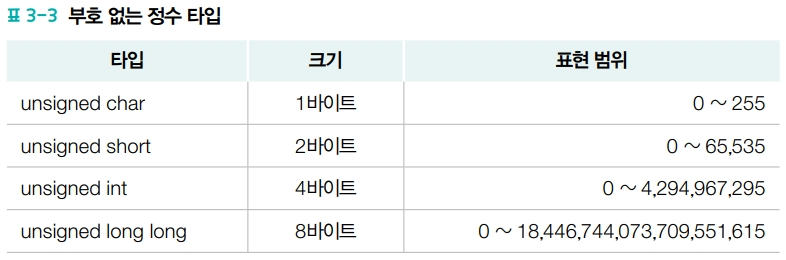 표 3-3 부호 없는 정수 타입
타입 크기 표현 범위
unsigned char 1바이트 0 ~ 255
unsigned short 2바이트 0 ~ 65,535
unsigned int 4바이트 0 ~ 4,294,967,295
unsigned long long 8바이트 0 ~ 18,446,744,073,709,551,615